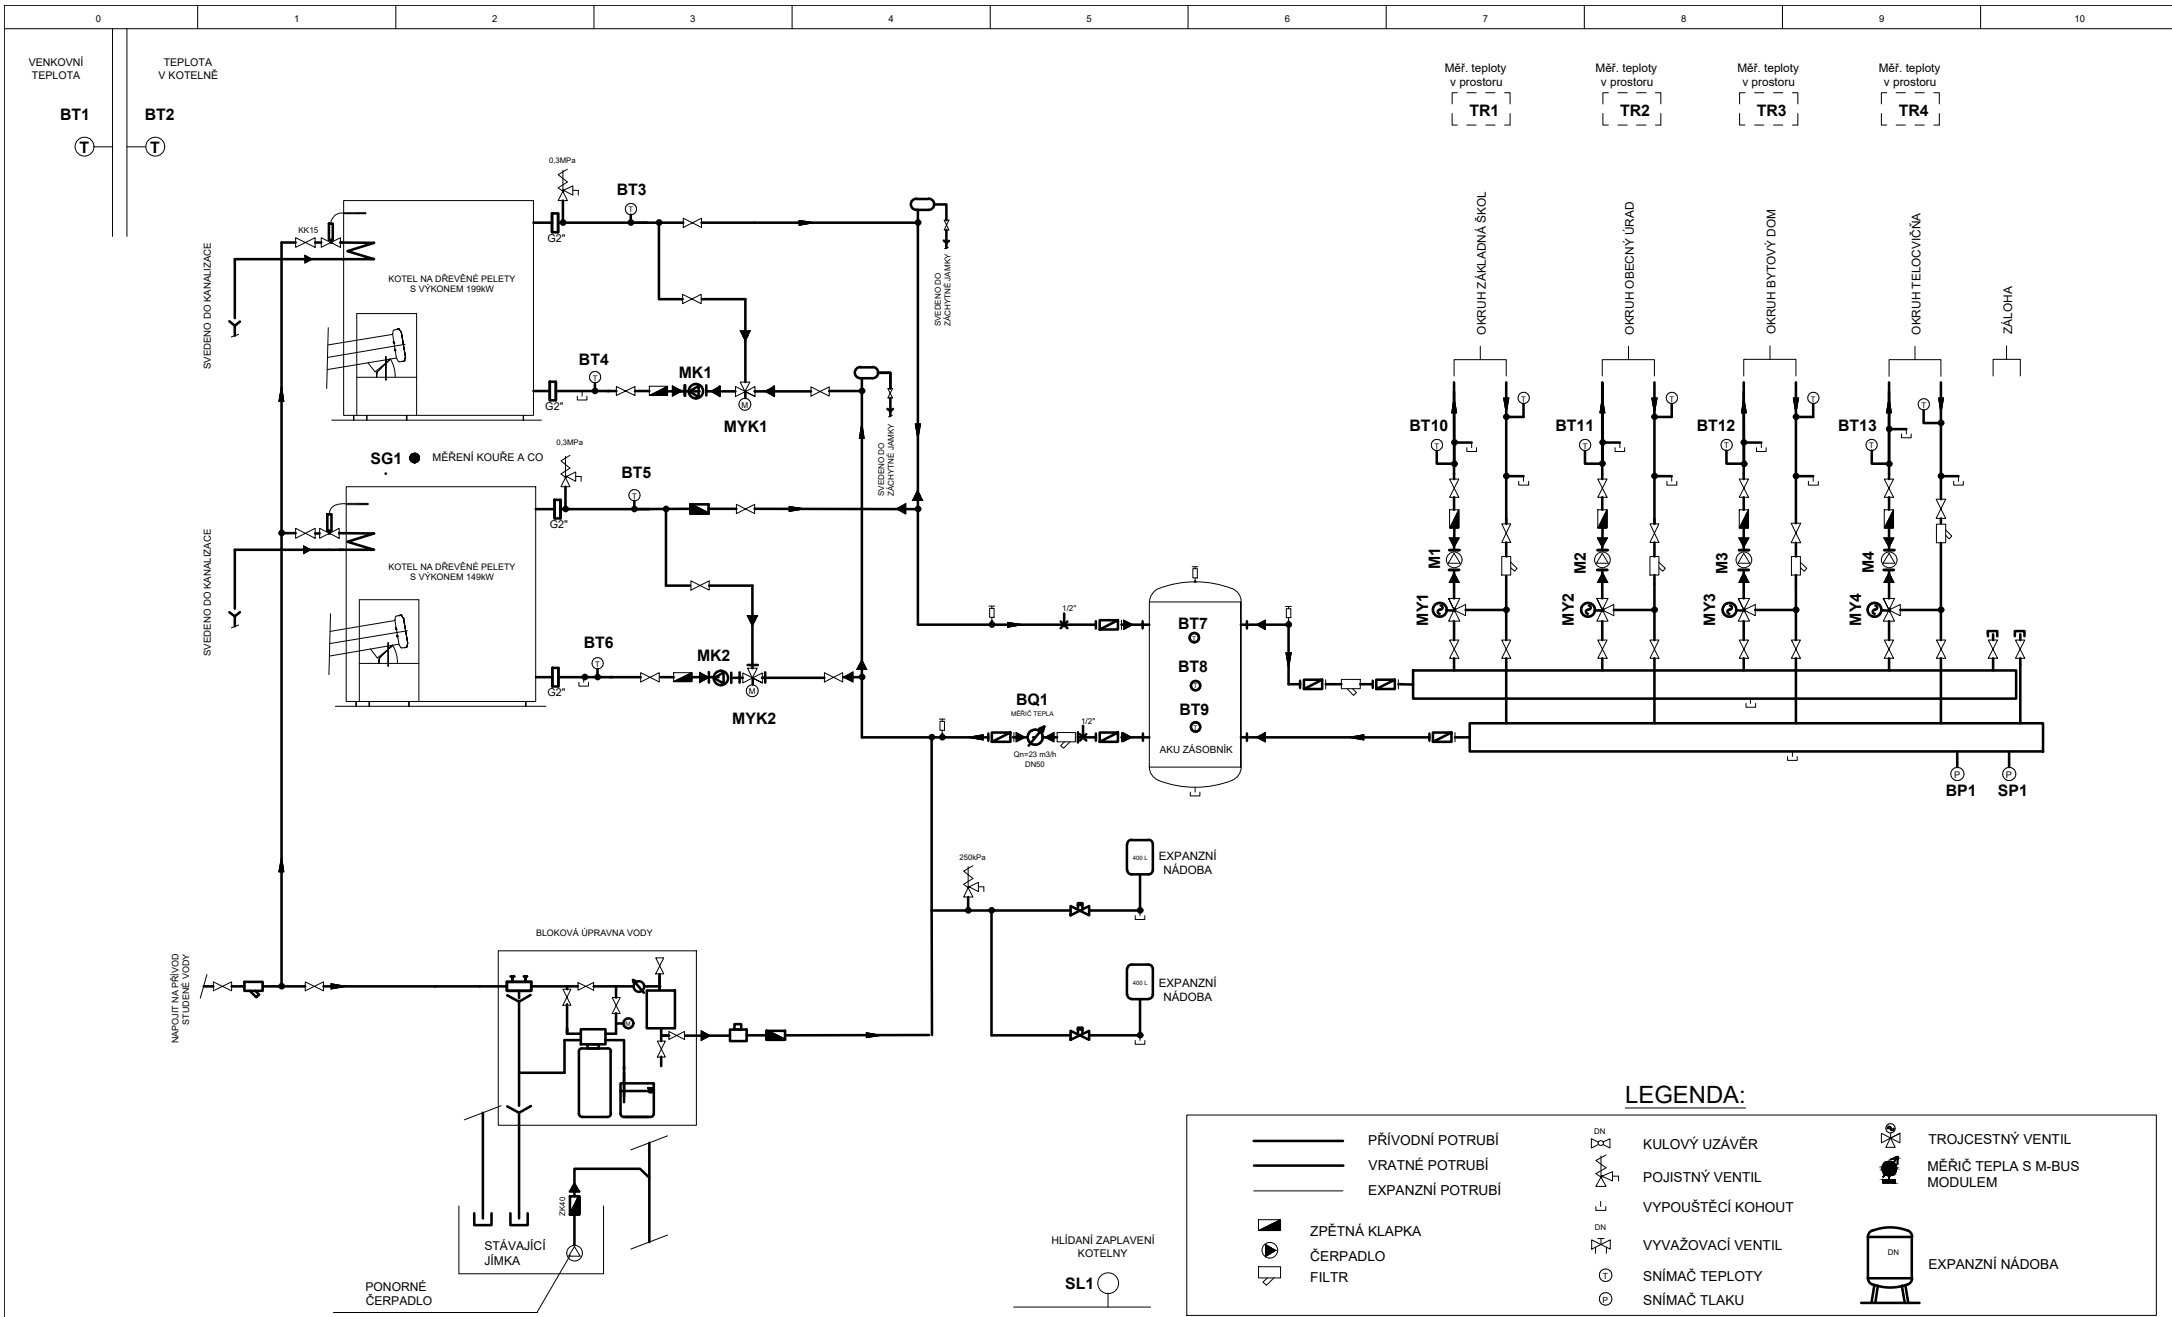 0 1 2 3 4 5 6 7 8 9 10
VENKOVNÍ
TEPLOTA
TEPLOTA
V KOTELNĚ
BT1
BT2
T
T
Měř. teploty
v prostoru
TR1
Měř. teploty
v prostoru
TR2
Měř. teploty
v prostoru
TR3
Měř. teploty
v prostoru
TR4
OKRUH ZÁKLADNÁ ŠKOL
OKRUH OBECNÝ ÚRAD
OKRUH BYTOVÝ DOM
OKRUH TELOCVIČŇA
ZÁLOHA
SVEDENO DO KANALIZACE
KK15
KOTEL NA DŘEVĚNÉ PELETY
S VÝKONEM 199kW
0,3MPa
G2"
BT3
T
SVEDENO DO
ZÁCHYTNÉ JAMKY
BT4
T
G2"
MK1
M
MYK1
SVEDENO DO
ZÁCHYTNÉ JAMKY
SG1
MĚŘENÍ KOUŘE A CO
0,3MPa
G2"
BT5
T
SVEDENO DO KANALIZACE
KOTEL NA DŘEVĚNÉ PELETY
S VÝKONEM 149kW
BT6
T
G2"
MK2
M
MYK2
BT10
T
T
BT11
T
T
BT12
T
T
BT13
T
T
M1
M2
M3
M4
MY1
MY2
MY3
MY4
1/2"
BT7
T
BT8
T
BT9
T
AKU ZÁSOBNÍK
BQ1
MĚŘIČ TEPLA
Qn=23 m3/h
DN50
1/2"
P
BP1
P
SP1
250kPa
400 L
EXPANZNÍ
NÁDOBA
400 L
EXPANZNÍ
NÁDOBA
NAPOJIT NA PŘÍVOD
STUDENÉ VODY
BLOKOVÁ ÚPRAVNA VODY
M
ZK40
STÁVAJÍCÍ
JÍMKA
PONORNÉ
ČERPADLO
HLÍDANÍ ZAPLAVENÍ
KOTELNY
SL1
LEGENDA:
PŘÍVODNÍ POTRUBÍ
VRATNÉ POTRUBÍ
EXPANZNÍ POTRUBÍ
ZPĚTNÁ KLAPKA
ČERPADLO
FILTR
DN
KULOVÝ UZÁVĚR
POJISTNÝ VENTIL
VYPOUŠTĚCÍ KOHOUT
DN
VYVAŽOVACÍ VENTIL
T
SNÍMAČ TEPLOTY
P
SNÍMAČ TLAKU
TROJCESTNÝ VENTIL
MĚŘIČ TEPLA S M-BUS
MODULEM
DN
EXPANZNÍ NÁDOBA